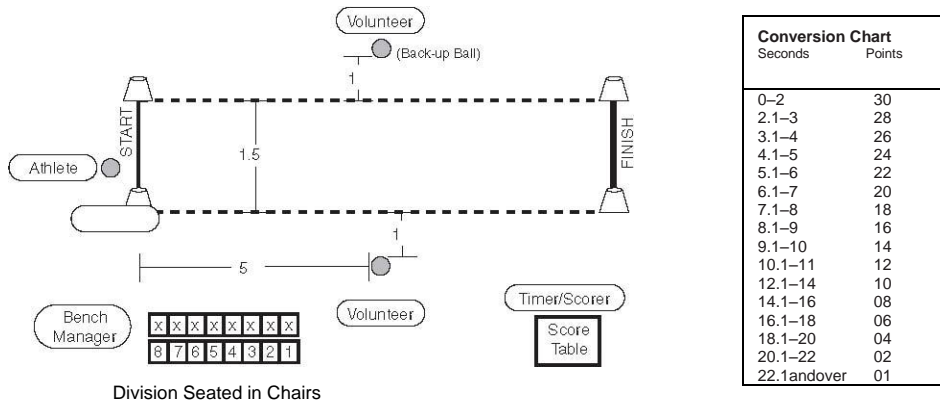 Volunteer
(Back-up Ball)
1
START
1.5
FINISH
Athlete
1
5
Bench
Manager
x x x x x x x x
8 7 6 5 4 3 2 1
Volunteer
Timer/Scorer
Score
Table
Division Seated in Chairs
Conversion Chart
Seconds Points
0–2 30
2.1–3 28
3.1–4 26
4.1–5 24
5.1–6 22
6.1–7 20
7.1–8 18
8.1–9 16
9.1–10 14
10.1–11 12
12.1–14 10
14.1–16 08
16.1–18 06
18.1–20 04
20.1–22 02
22.1andover 01